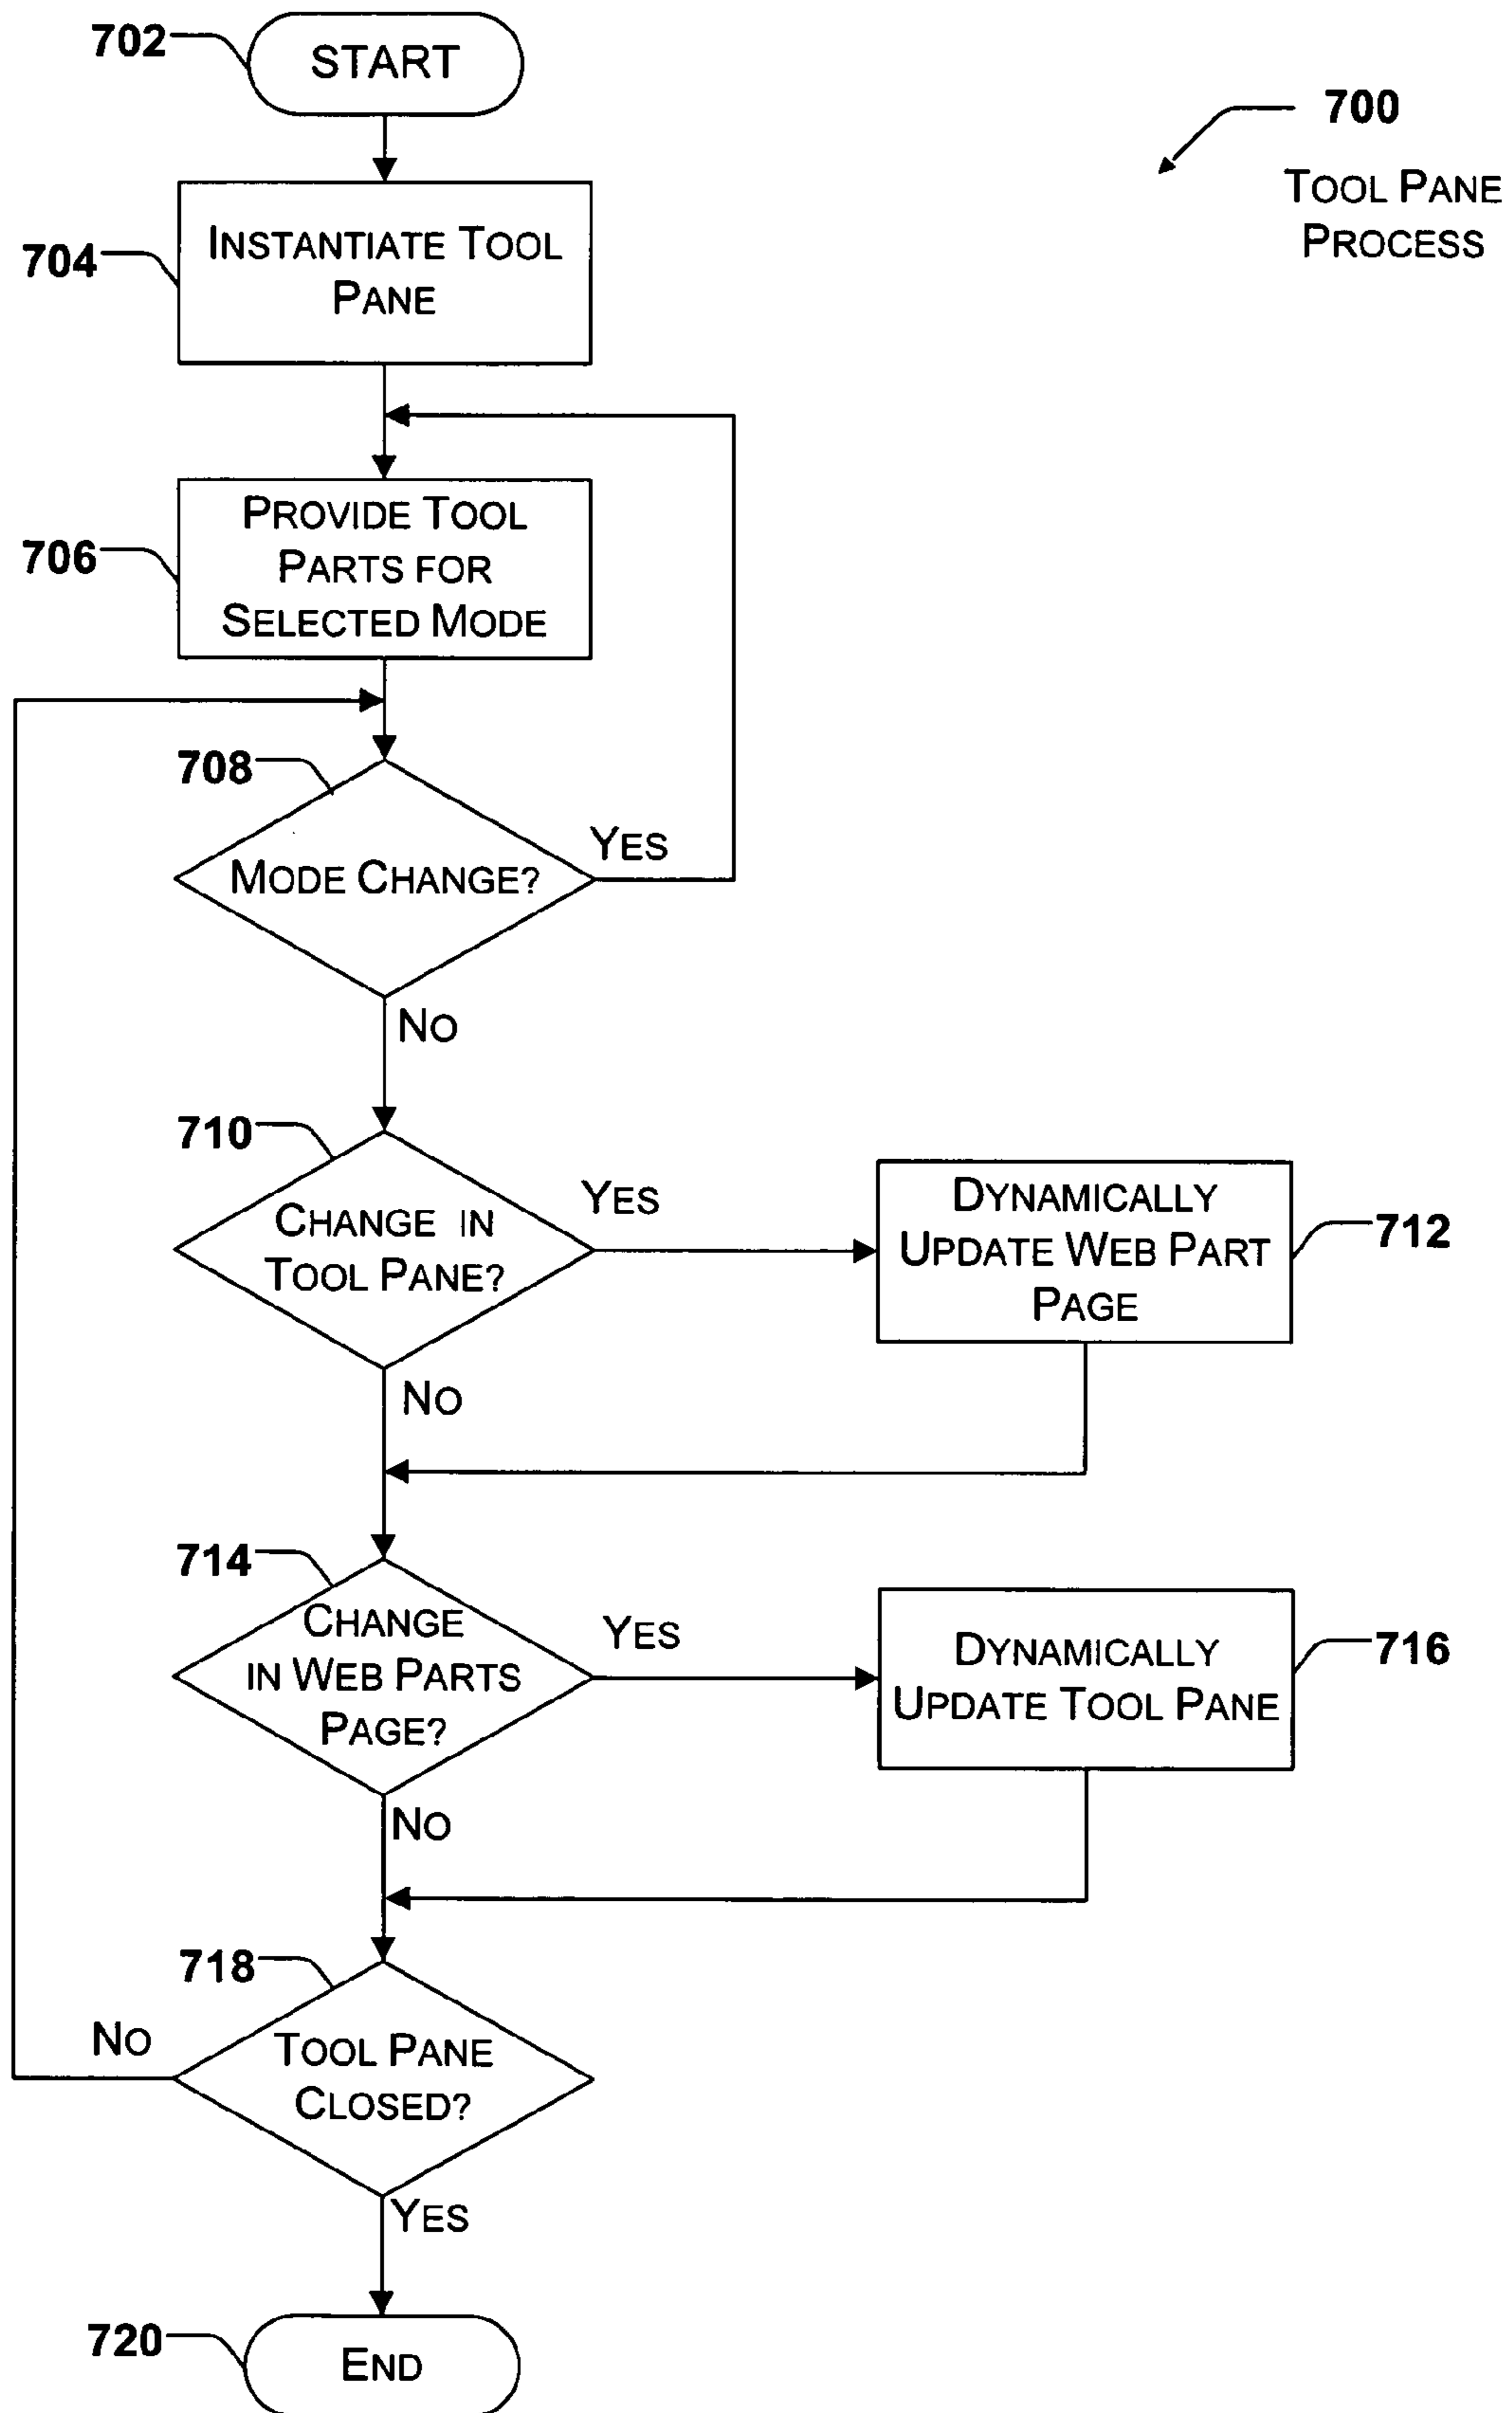 702
START
700
TOOL PANE
PROCESS
704
INSTANTIATE TOOL
PANE
706
PROVIDE TOOL
PARTS FOR
SELECTED MODE
708
MODE CHANGE?
YES
NO
710
CHANGE IN
TOOL PANE?
YES
DYNAMICALLY
UPDATE WEB PART
PAGE
712
NO
714
CHANGE
IN WEB PARTS
PAGE?
YES
DYNAMICALLY
UPDATE TOOL PANE
716
NO
718
NO
TOOL PANE
CLOSED?
YES
720
END